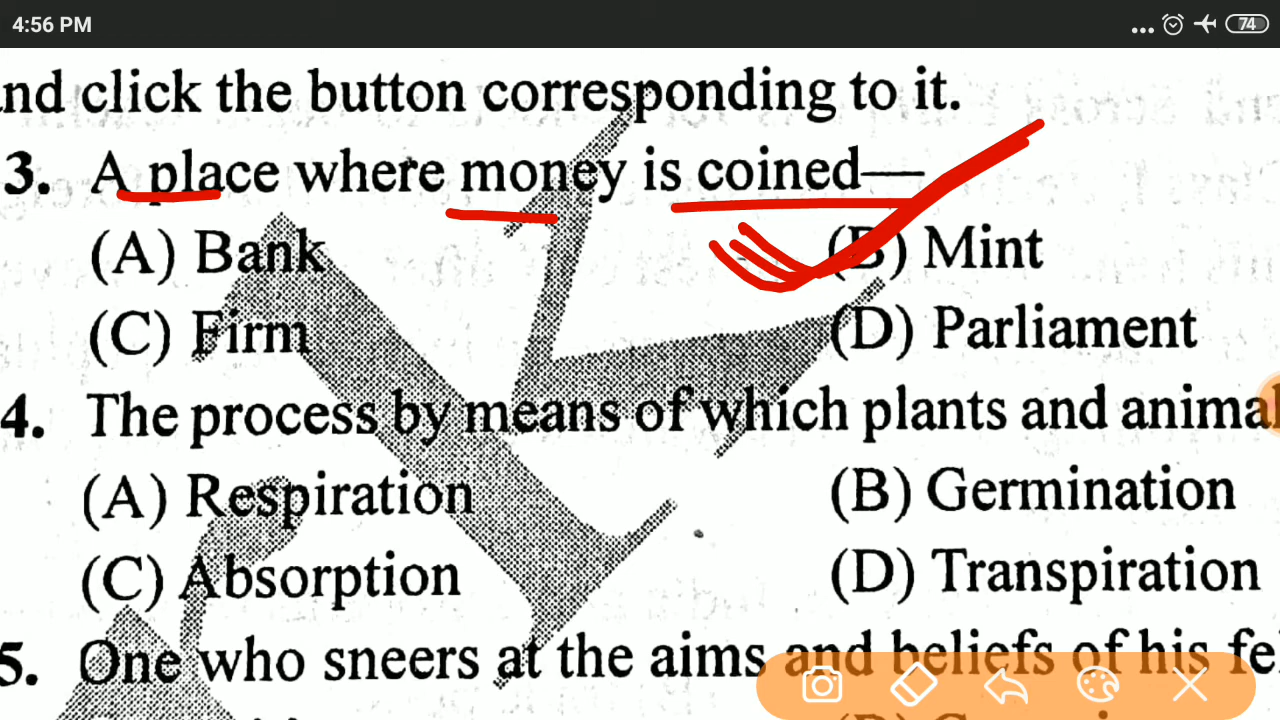 4:56 PM
74
nd click the button corresponding to it.
3. A place where money is coined—
(A) Bank (B) Mint
(C) Firm (D) Parliament
4. The process by means of which plants and anima
(A) Respiration (B) Germination
(C) Absorption (D) Transpiration
5. One who sneers at the aims and beliefs of his fe